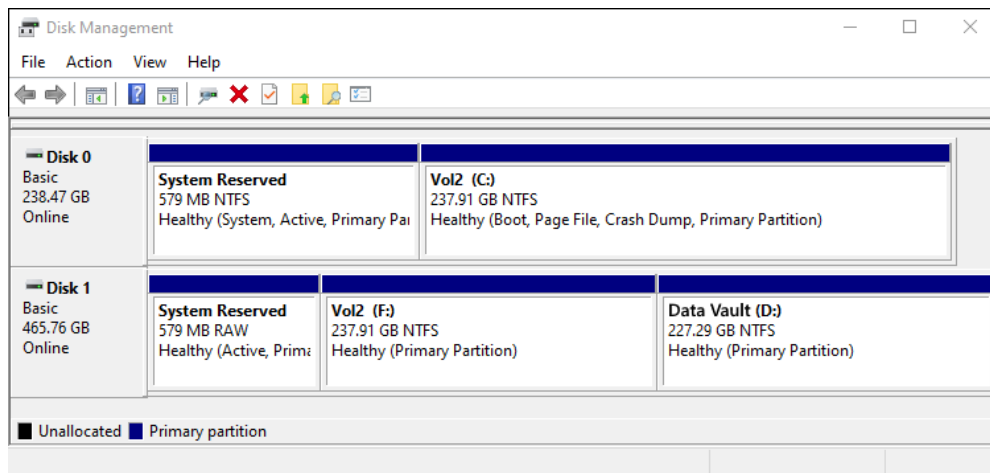 Disk Management
File Action View Help
Disk 0
Basic
238.47 GB
Online
System Reserved
579 MB NTFS
Healthy (System, Active, Primary Pa
Vol2 (C:)
237.91 GB NTFS
Healthy (Boot, Page File, Crash Dump, Primary Partition)
Disk 1
Basic
465.76 GB
Online
System Reserved
579 MB RAW
Healthy (Active, Prima
Vol2 (F:)
237.91 GB NTFS
Healthy (Primary Partition)
Data Vault (D:)
227.29 GB NTFS
Healthy (Primary Partition)
Unallocated Primary partition